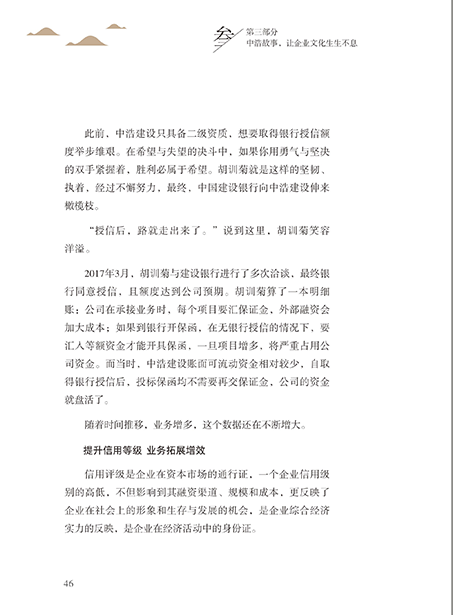 叁
第三部分
中浩故事，让企业文化生生不息
此前，中浩建设只具备二级资质，想要取得银行授信额
度举步维艰。在希望与失望的决斗中，如果你用勇气与坚决
的双手紧握着，胜利必属于希望。胡训菊就是这样的坚韧、
执着，经过不懈努力，最终，中国建设银行向中浩建设伸来
橄榄枝。
“授信后，路就走出来了。”说到这里，胡训菊笑容
洋溢。
2017年3月，胡训菊与建设银行进行了多次洽谈，最终银
行同意授信，且额度达到公司预期。胡训菊算了一本明细
账：公司在承接业务时，每个项目要汇保证金，外部融资会
加大成本；如果到银行开保函，在无银行授信的情况下，要
汇入等额资金才能开具保函，一旦项目增多，将严重占用公
司资金。而当时，中浩建设账面可流动资金相对较少，自取
得银行授信后，投标保函均不需要再交保证金，公司的资金
就盘活了。
随着时间推移，业务增多，这个数据还在不断增大。
提升信用等级 业务拓展增效
信用评级是企业在资本市场的通行证，一个企业信用级
别的高低，不但影响到其融资渠道、规模和成本，更反映了
企业在社会上的形象和生存与发展的机会，是企业综合经济
实力的反映，是企业在经济活动中的身份证。
46